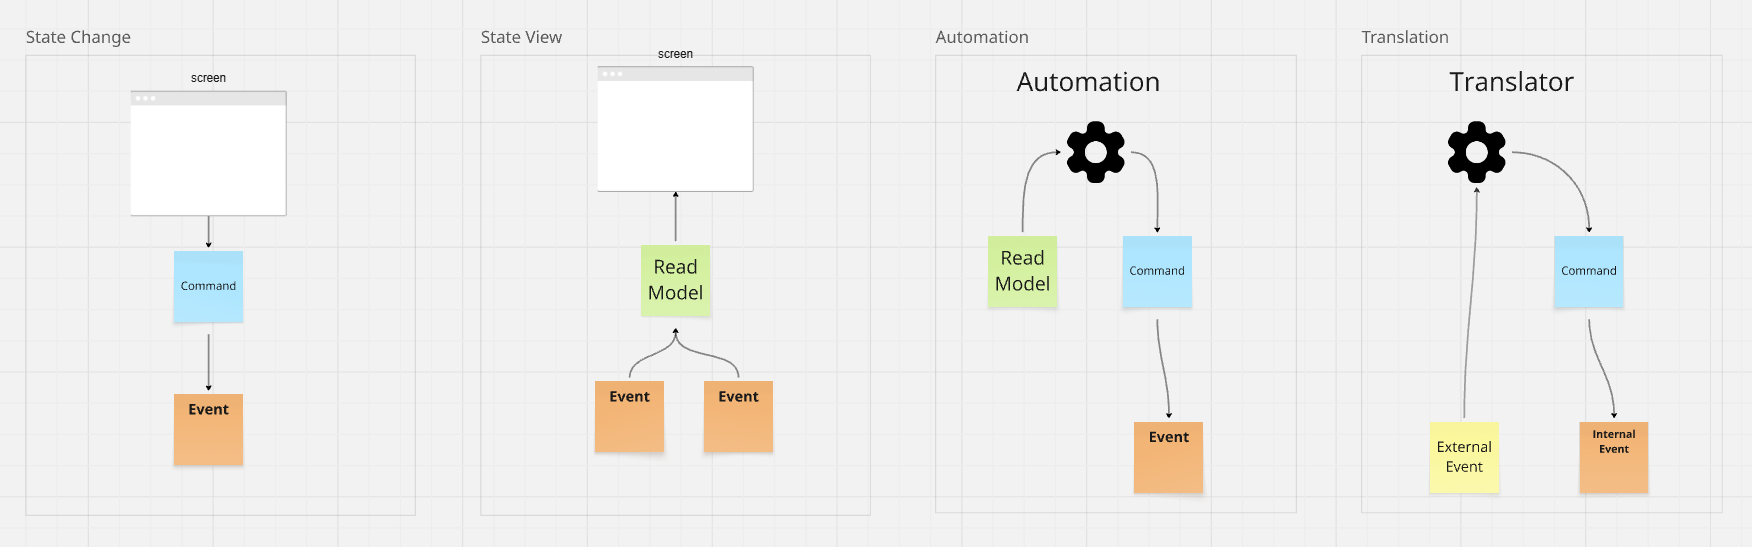 State Change
screen
Command
Event
State View
screen
Read
Model
Event
Event
Automation
Automation
Read
Model
Command
Event
Translation
Translator
Command
External
Event
Internal
Event